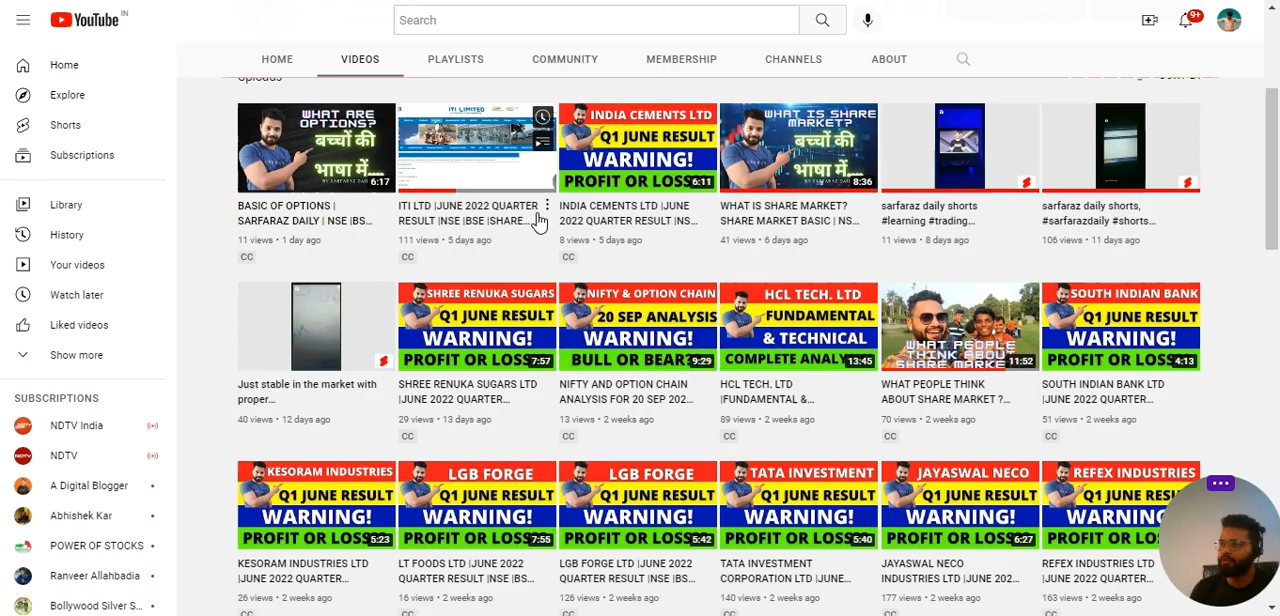 YouTube IN
Search
9+
HOME VIDEOS PLAYLISTS COMMUNITY MEMBERSHIP CHANNELS ABOUT
Home
Explore
Shorts
Subscriptions
Library
History
Your videos
Watch later
Liked videos
Show more
SUBSCRIPTIONS
NDTV India
NDTV
A Digital Blogger
Abhishek Kar
POWER OF STOCKS
Ranveer Allahbadia
Bollywood Silver S...
Uploads
WHAT ARE
OPTIONS?
बच्चों की
भाषा में....
BY SARFARAZ DAILY
6:17
BASIC OF OPTIONS |
SARFARAZ DAILY | NSE |BS...
11 views • 1 day ago
CC
ITI LIMITED
ITI LTD |JUNE 2022 QUARTER
RESULT |NSE |BSE |SHARE...
111 views • 5 days ago
CC
INDIA CEMENTS LTD
Q1 JUNE RESULT
WARNING!
PROFIT OR LOSS
6:11
INDIA CEMENTS LTD |JUNE
2022 QUARTER RESULT |NS...
8 views • 5 days ago
CC
WHAT IS SHARE
MARKET?
बच्चों की
भाषा में....
8:36
WHAT IS SHARE MARKET?
SHARE MARKET BASIC | NS...
41 views • 6 days ago
sarfaraz daily shorts
#learning #trading...
11 views • 8 days ago
sarfaraz daily shorts,
#sarfarazdaily #shorts...
106 views • 11 days ago
Just stable in the market with
proper...
40 views • 12 days ago
SHREE RENUKA SUGARS
Q1 JUNE RESULT
WARNING!
PROFIT OR LOSS
7:57
SHREE RENUKA SUGARS LTD
|JUNE 2022 QUARTER...
29 views • 13 days ago
CC
NIFTY & OPTION CHAIN
20 SEP ANALYSIS
WARNING!
BULL OR BEAR?
9:29
NIFTY AND OPTION CHAIN
ANALYSIS FOR 20 SEP 202...
13 views • 2 weeks ago
CC
HCL TECH. LTD
FUNDAMENTAL
& TECHNICAL
COMPLETE ANALY
13:45
HCL TECH. LTD
|FUNDAMENTAL &...
89 views • 2 weeks ago
CC
WHAT PEOPLE
THINK ABOUT
SHARE MARKE
11:52
WHAT PEOPLE THINK
ABOUT SHARE MARKET ?...
70 views • 2 weeks ago
CC
SOUTH INDIAN BANK
Q1 JUNE RESULT
WARNING!
PROFIT OR LOSS
4:13
SOUTH INDIAN BANK LTD
|JUNE 2022 QUARTER...
51 views • 2 weeks ago
CC
KESORAM INDUSTRIES
Q1 JUNE RESULT
WARNING!
PROFIT OR LOSS
5:23
KESORAM INDUSTRIES LTD
|JUNE 2022 QUARTER...
26 views • 2 weeks ago
CC
LGB FORGE
Q1 JUNE RESULT
WARNING!
PROFIT OR LOSS
7:55
LT FOODS LTD |JUNE 2022
QUARTER RESULT |NSE |BS...
16 views • 2 weeks ago
CC
LGB FORGE
Q1 JUNE RESULT
WARNING!
PROFIT OR LOSS
5:42
LGB FORGE LTD |JUNE 2022
QUARTER RESULT |NSE |BS...
126 views • 2 weeks ago
CC
TATA INVESTMENT
Q1 JUNE RESULT
WARNING!
PROFIT OR LOSS
5:40
TATA INVESTMENT
CORPORATION LTD |JUNE...
140 views • 2 weeks ago
CC
JAYASWAL NECO
Q1 JUNE RESULT
WARNING!
PROFIT OR LOSS
6:27
JAYASWAL NECO
INDUSTRIES LTD |JUNE 202...
177 views • 2 weeks ago
CC
REFEX INDUSTRIES
Q1 JUNE RESULT
WARNING!
PROFIT OR LOSS
REFEX INDUSTRIES LTD
|JUNE 2022 QUARTER...
163 views • 2 weeks ago
CC